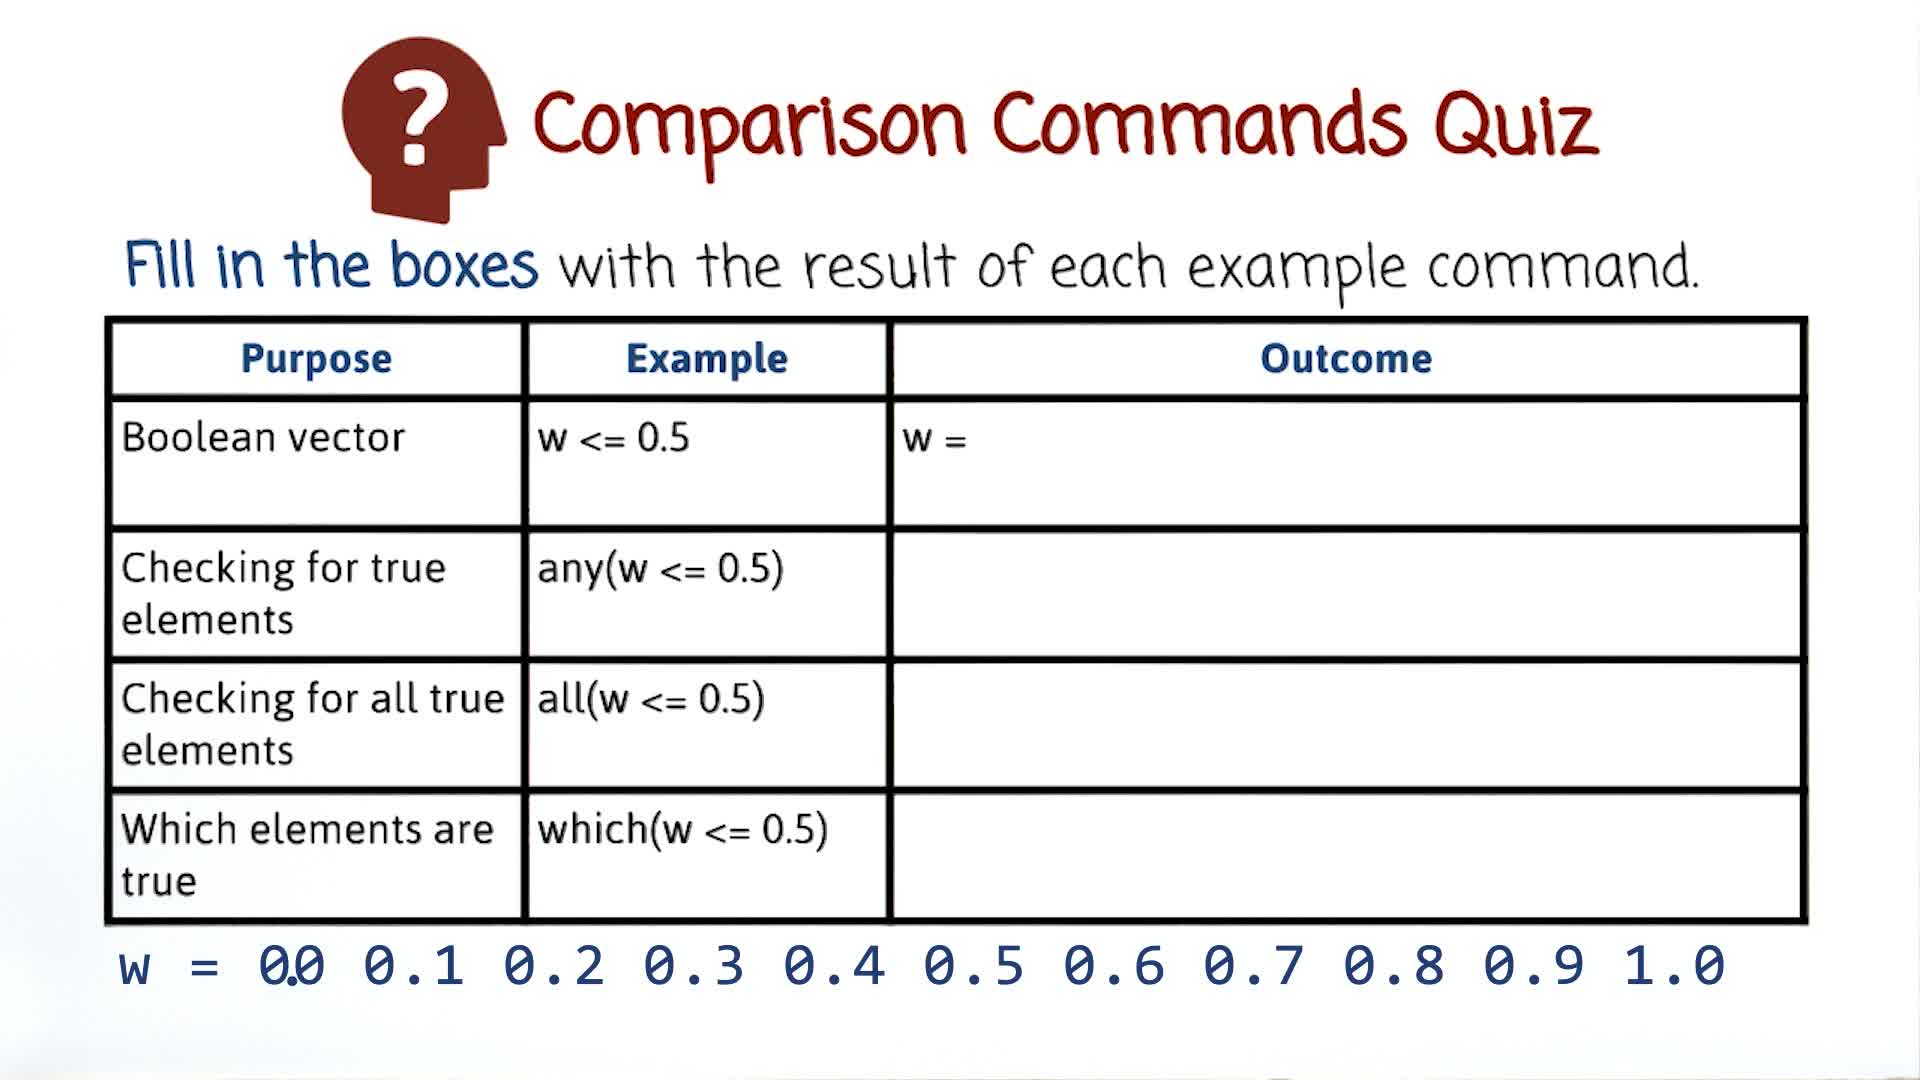 ?
Comparison Commands Quiz
Fill in the boxes with the result of each example command.
Purpose Example Outcome
Boolean vector w <= 0.5 w =
Checking for true elements any(w <= 0.5)
Checking for all true elements all(w <= 0.5)
Which elements are true which(w <= 0.5)
w = 0.0 0.1 0.2 0.3 0.4 0.5 0.6 0.7 0.8 0.9 1.0